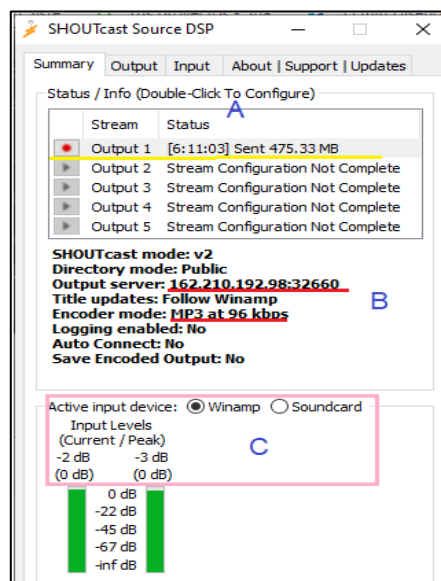 SHOUTcast Source DSP
Summary Output Input About | Support | Updates
Status / Info (Double-Click To Configure)
A
Stream Status
Output 1 [6:11:03] Sent 475.33 MB
Output 2 Stream Configuration Not Complete
Output 3 Stream Configuration Not Complete
Output 4 Stream Configuration Not Complete
Output 5 Stream Configuration Not Complete
SHOUTcast mode: v2
Directory mode: Public
Output server: 162.210.192.98:32660
Title updates: Follow Winamp
B
Encoder mode: MP3 at 96 kbps
Logging enabled: No
Auto Connect: No
Save Encoded Output: No
Active input device: Winamp Soundcard
Input Levels
(Current / Peak)
C
-2 dB -3 dB
(0 dB) (0 dB)
0 dB
-22 dB
-45 dB
-67 dB
-inf dB